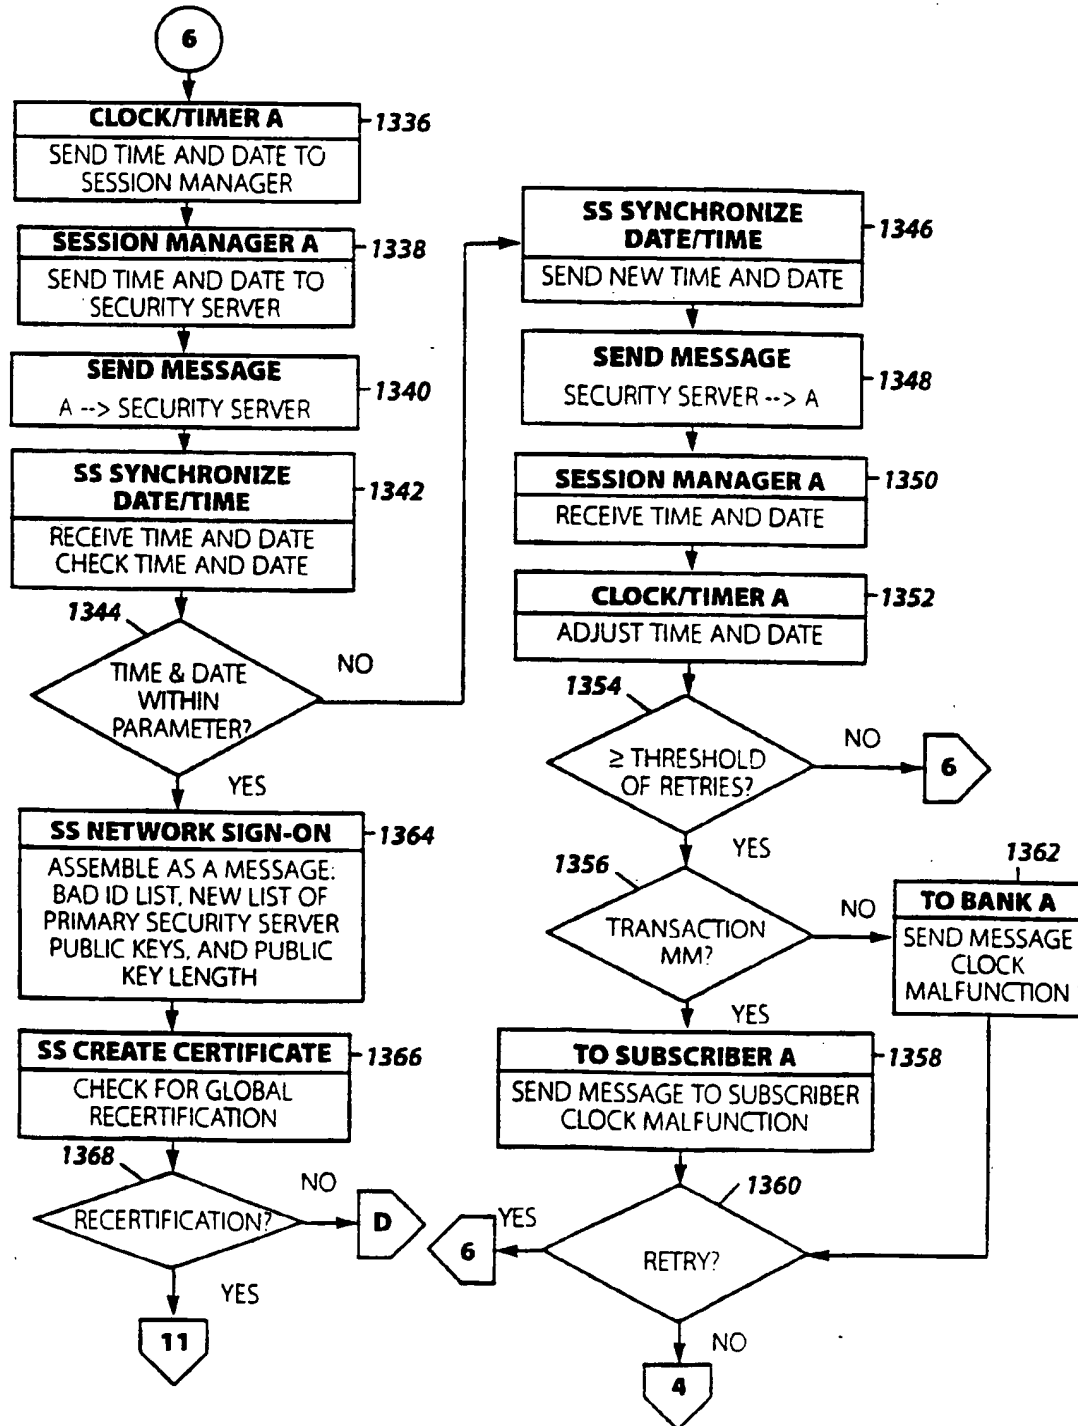 6
CLOCK/TIMER A
1336
SEND TIME AND DATE TO
SESSION MANAGER
SESSION MANAGER A
1338
SEND TIME AND DATE TO
SECURITY SERVER
SEND MESSAGE
1340
A --> SECURITY SERVER
SS SYNCHRONIZE
DATE/TIME
1342
RECEIVE TIME AND DATE
CHECK TIME AND DATE
1344
TIME & DATE
WITHIN
PARAMETER?
NO
YES
SS NETWORK SIGN-ON
1364
ASSEMBLE AS A MESSAGE:
BAD ID LIST, NEW LIST OF
PRIMARY SECURITY SERVER
PUBLIC KEYS, AND PUBLIC
KEY LENGTH
SS CREATE CERTIFICATE
1366
CHECK FOR GLOBAL
RECERTIFICATION
1368
RECERTIFICATION?
NO
D
YES
11
SS SYNCHRONIZE
DATE/TIME
1346
SEND NEW TIME AND DATE
SEND MESSAGE
1348
SECURITY SERVER --> A
SESSION MANAGER A
1350
RECEIVE TIME AND DATE
CLOCK/TIMER A
1352
ADJUST TIME AND DATE
1354
≥ THRESHOLD
OF RETRIES?
NO
6
YES
1356
TRANSACTION
MM?
NO
1362
TO BANK A
SEND MESSAGE
CLOCK
MALFUNCTION
YES
TO SUBSCRIBER A
1358
SEND MESSAGE TO SUBSCRIBER
CLOCK MALFUNCTION
1360
RETRY?
YES
6
NO
4